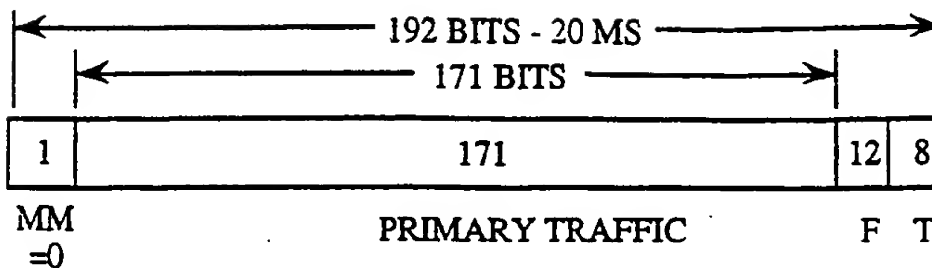 192 BITS - 20 MS
171 BITS
1 171 12 8
MM PRIMARY TRAFFIC F T
=0